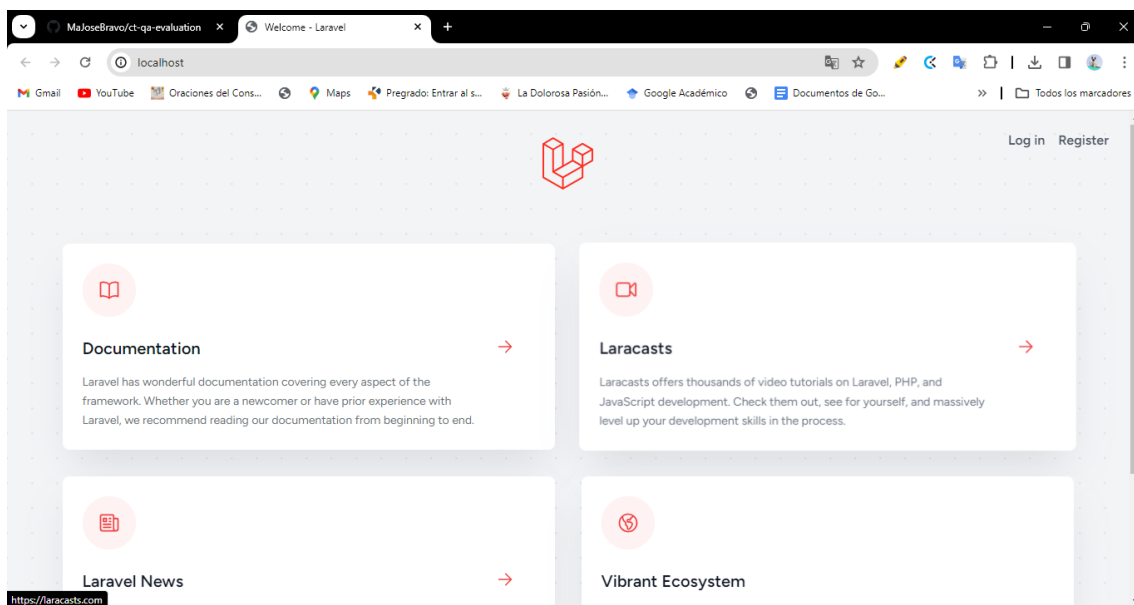 MaJoseBravo/ct-qa-evaluation
Welcome - Laravel
localhost
Gmail
YouTube
Oraciones del Cons...
Maps
Pregrado: Entrar al s...
La Dolorosa Pasión...
Google Académico
Documentos de Go...
Todos los marcadores
Log in Register
Documentation
Laravel has wonderful documentation covering every aspect of the
framework. Whether you are a newcomer or have prior experience with
Laravel, we recommend reading our documentation from beginning to end.
Laracasts
Laracasts offers thousands of video tutorials on Laravel, PHP, and
JavaScript development. Check them out, see for yourself, and massively
level up your development skills in the process.
Laravel News
Vibrant Ecosystem
https://laracasts.com